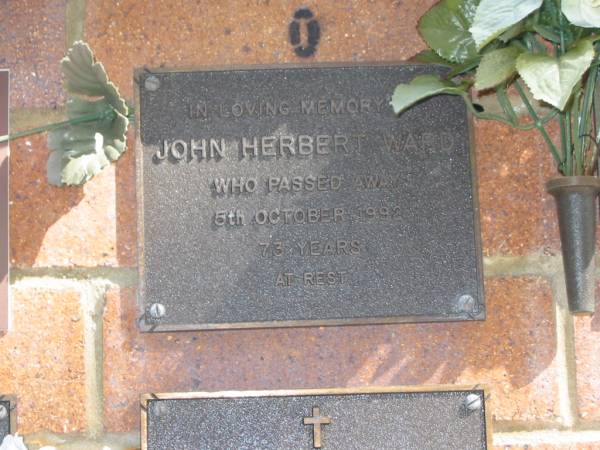 IN LOVING MEMORY
JOHN HERBERT WARD
WHO PASSED AWAY
5th OCTOBER 1992
73 YEARS
AT REST